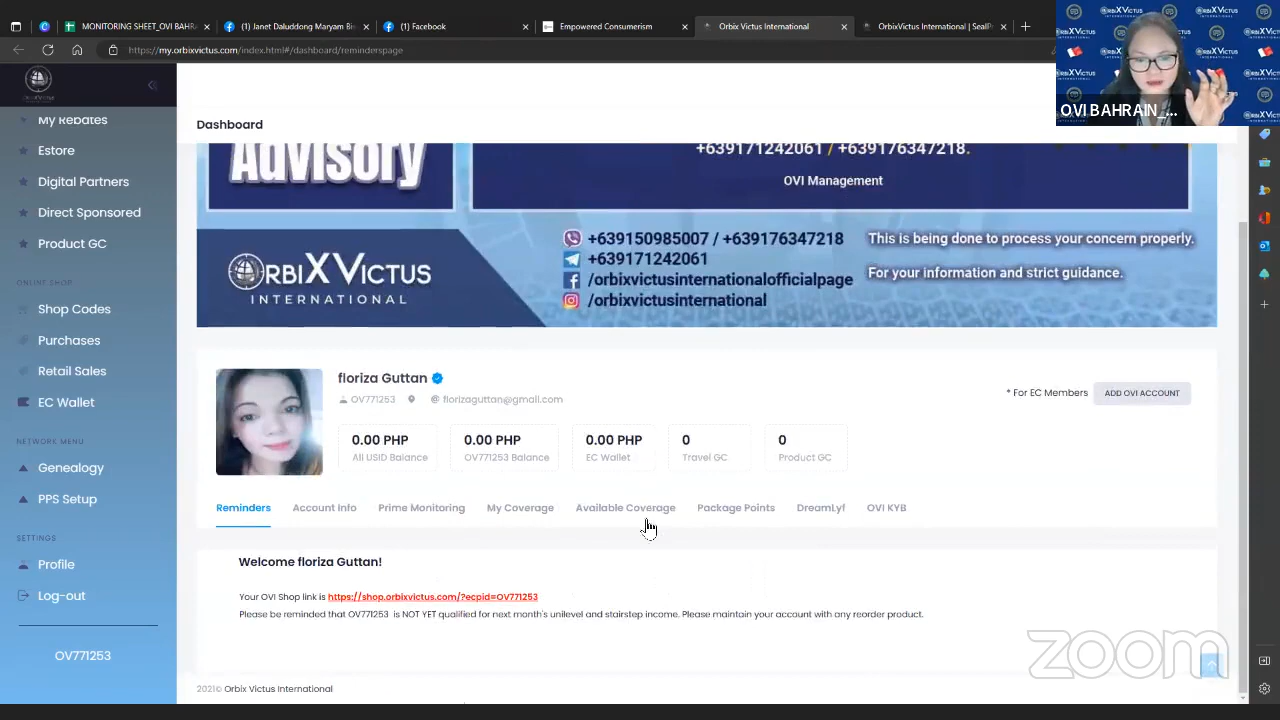 MONITORING SHEET_OVI BAHR
(1) Janet Daluddong Maryam Bi
(1) Facebook
Empowered Consumerism
Orbix Victus International
OrbixVictus International | SealP
https://my.orbixvictus.com/index.html#/dashboard/reminderspage
OVI BAHRAIN_...
Dashboard
My Rebates
Estore
Digital Partners
Direct Sponsored
Product GC
ONLINE SHOP
Shop Codes
Purchases
Retail Sales
EC Wallet
NETWORK MENU
Genealogy
PPS Setup
SETTINGS
Profile
Log-out
OV771253
Advisory
+639171242061 / +639176347218.
OVI Management
ORBIXVICTUS
INTERNATIONAL
+639150985007 / +639176347218
+639171242061
/orbixvictusinternationalofficialpage
/orbixvictusinternational
This is being done to process your concern properly.
For your information and strict guidance.
floriza Guttan
OV771253
florizaguttan@gmail.com
* For EC Members
ADD OVI ACCOUNT
0.00 PHP
All USID Balance
0.00 PHP
OV771253 Balance
0.00 PHP
EC Wallet
0
Travel GC
0
Product GC
Reminders Account Info Prime Monitoring My Coverage Available Coverage Package Points DreamLyf OVI KYB
Welcome floriza Guttan!
Your OVI Shop link is https://shop.orbixvictus.com/?ecpid=OV771253
Please be reminded that OV771253 is NOT YET qualified for next month's unilevel and stairstep income. Please maintain your account with any reorder product.
2021© Orbix Victus International
zoom